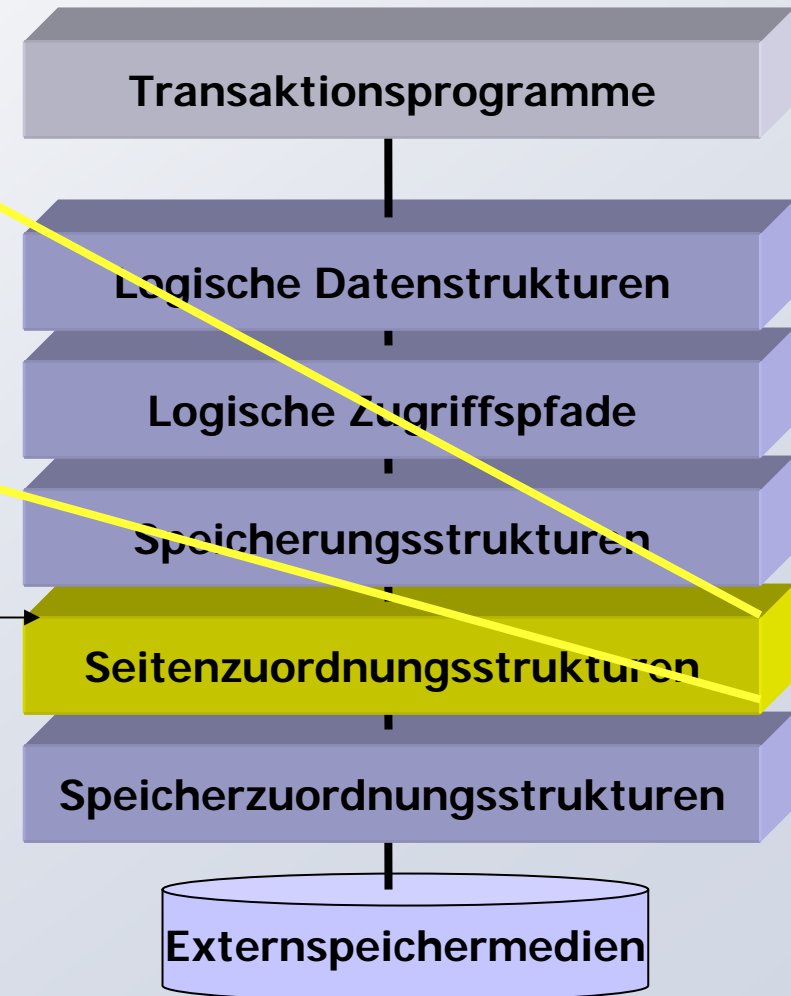 Transaktionsprogramme
Logische Datenstrukturen
Logische Zugriffspfade
Speicherungsstrukturen
Seitenzuordnungsstrukturen
Speicherzuordnungsstrukturen
Externspeichermedien